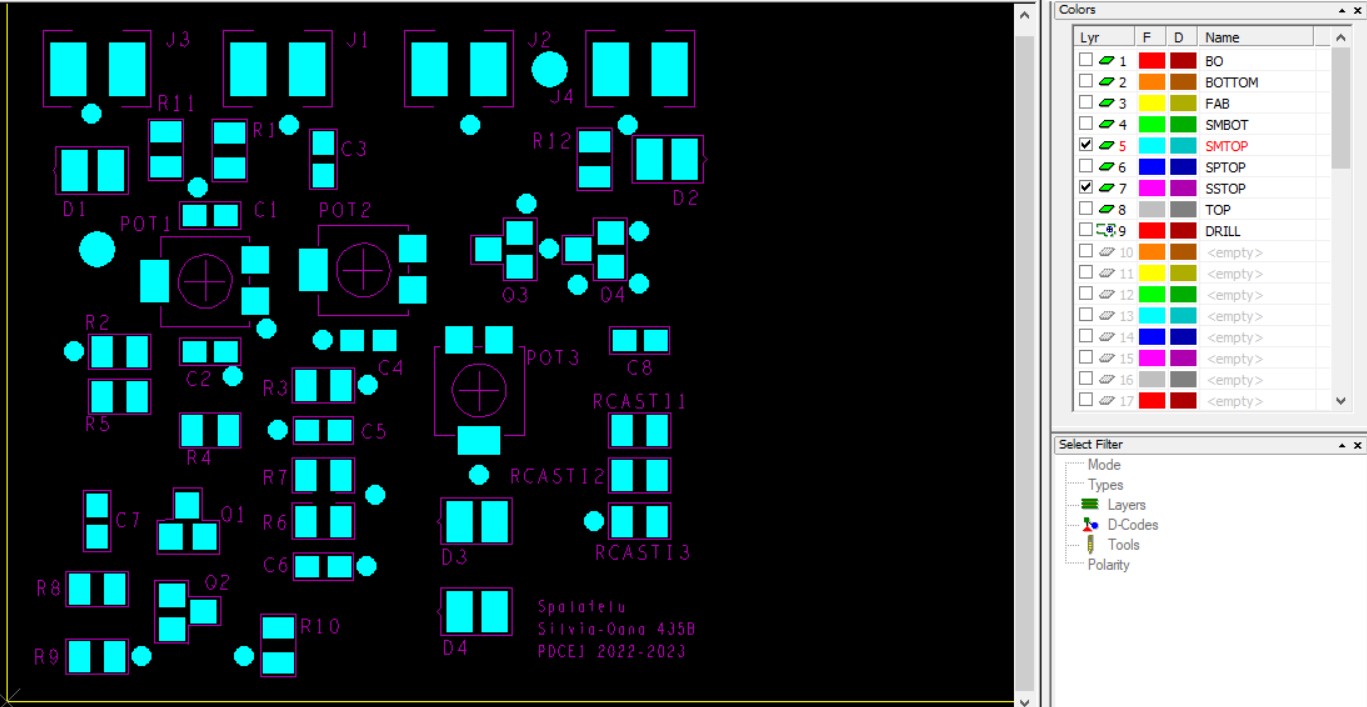 J3
J1
J2
J4
R11
R1
C3
R12
D1
D2
POT1
C1
POT2
Q3
Q4
R2
C2
C4
POT3
C8
R3
RCASTI1
R5
R4
C5
R7
RCASTI2
C7
Q1
R6
D3
RCASTI3
C6
R8
Q2
R10
R9
D4
Spalatelu
Silvia-Oana 435B
PDCEI 2022-2023
Colors
Lyr F D Name
1 BO
2 BOTTOM
3 FAB
4 SMBOT
5 SMTOP
6 SPTOP
7 SSTOP
8 TOP
9 DRILL
10 <empty>
11 <empty>
12 <empty>
13 <empty>
14 <empty>
15 <empty>
16 <empty>
17 <empty>
Select Filter
Mode
Types
Layers
D-Codes
Tools
Polarity